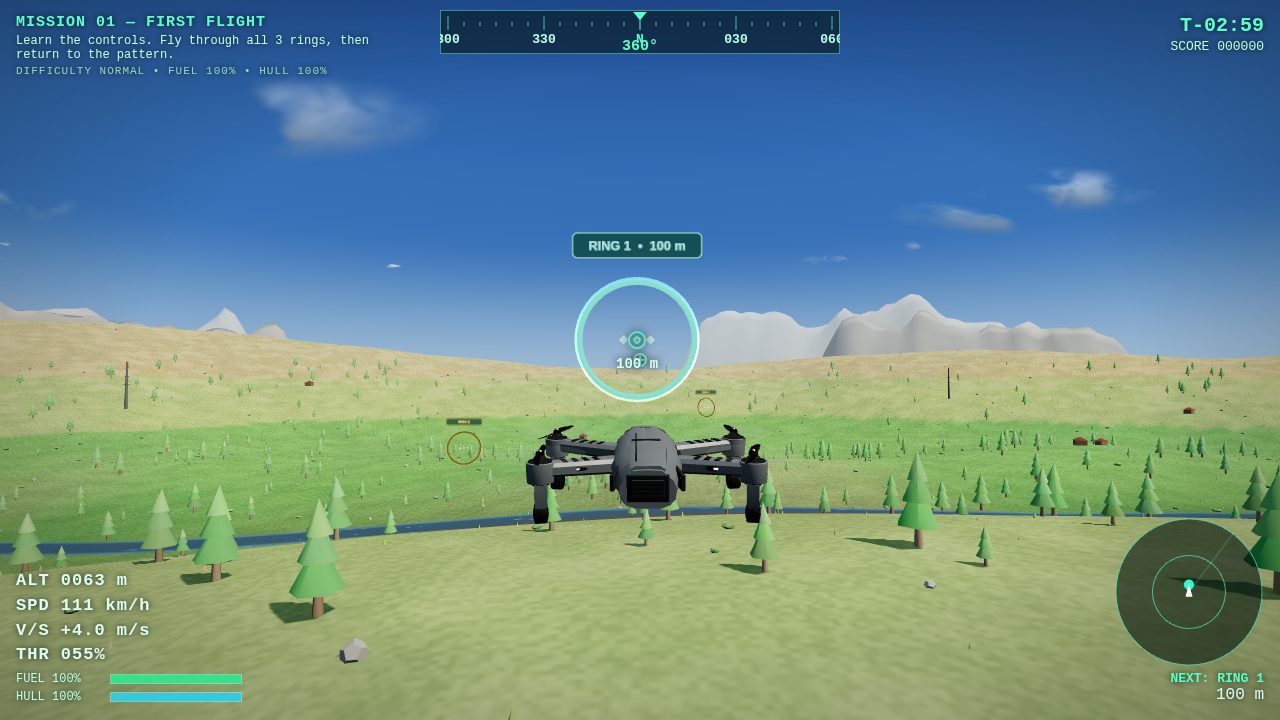 MISSION 01 — FIRST FLIGHT
Learn the controls. Fly through all 3 rings, then
return to the pattern.
DIFFICULTY NORMAL • FUEL 100% • HULL 100%
300 330 N 030 060
360°
T-02:59
SCORE 000000
RING 1 • 100 m
100 m
ALT 0063 m
SPD 111 km/h
V/S +4.0 m/s
THR 055%
FUEL 100%
HULL 100%
NEXT: RING 1
100 m